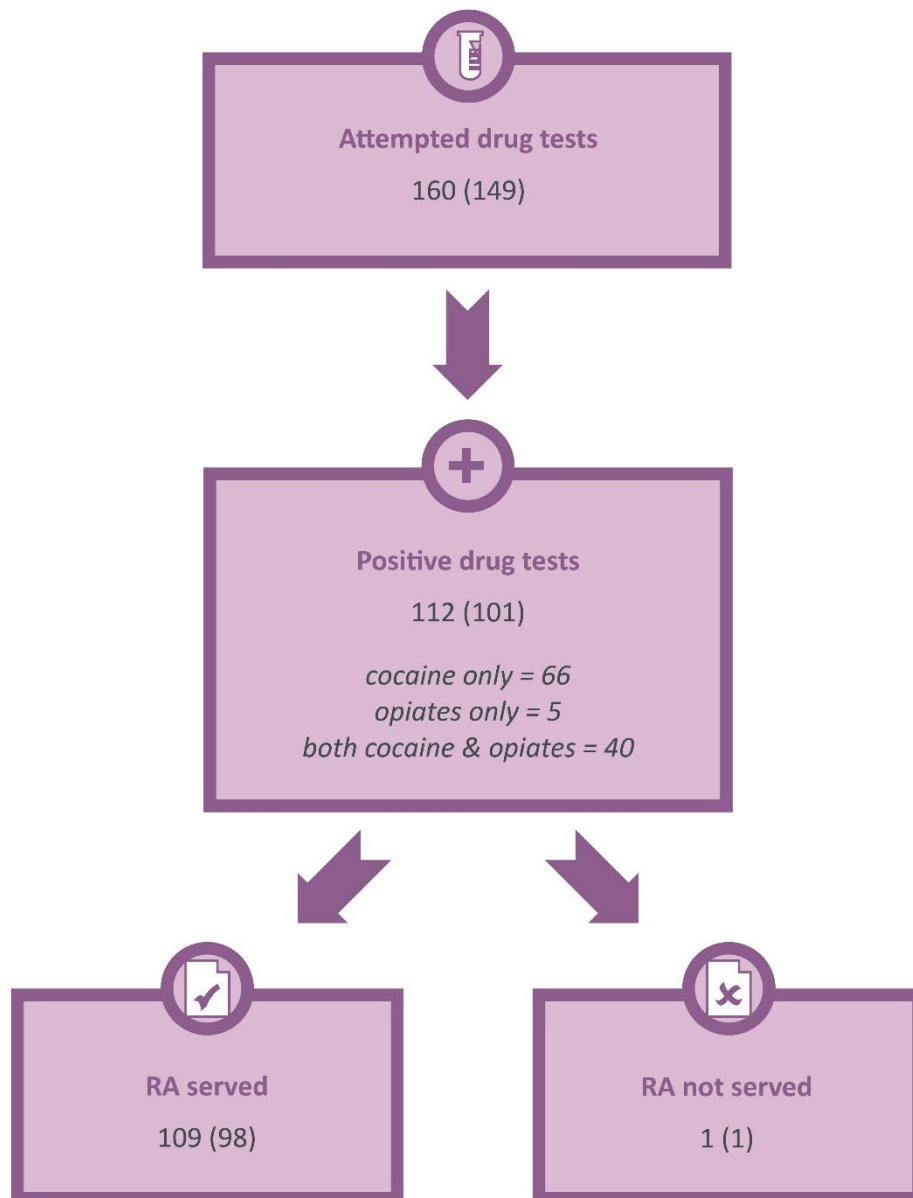 Attempted drug tests
160 (149)
Positive drug tests
112 (101)
cocaine only = 66
opiates only = 5
both cocaine & opiates = 40
RA served
109 (98)
RA not served
1 (1)